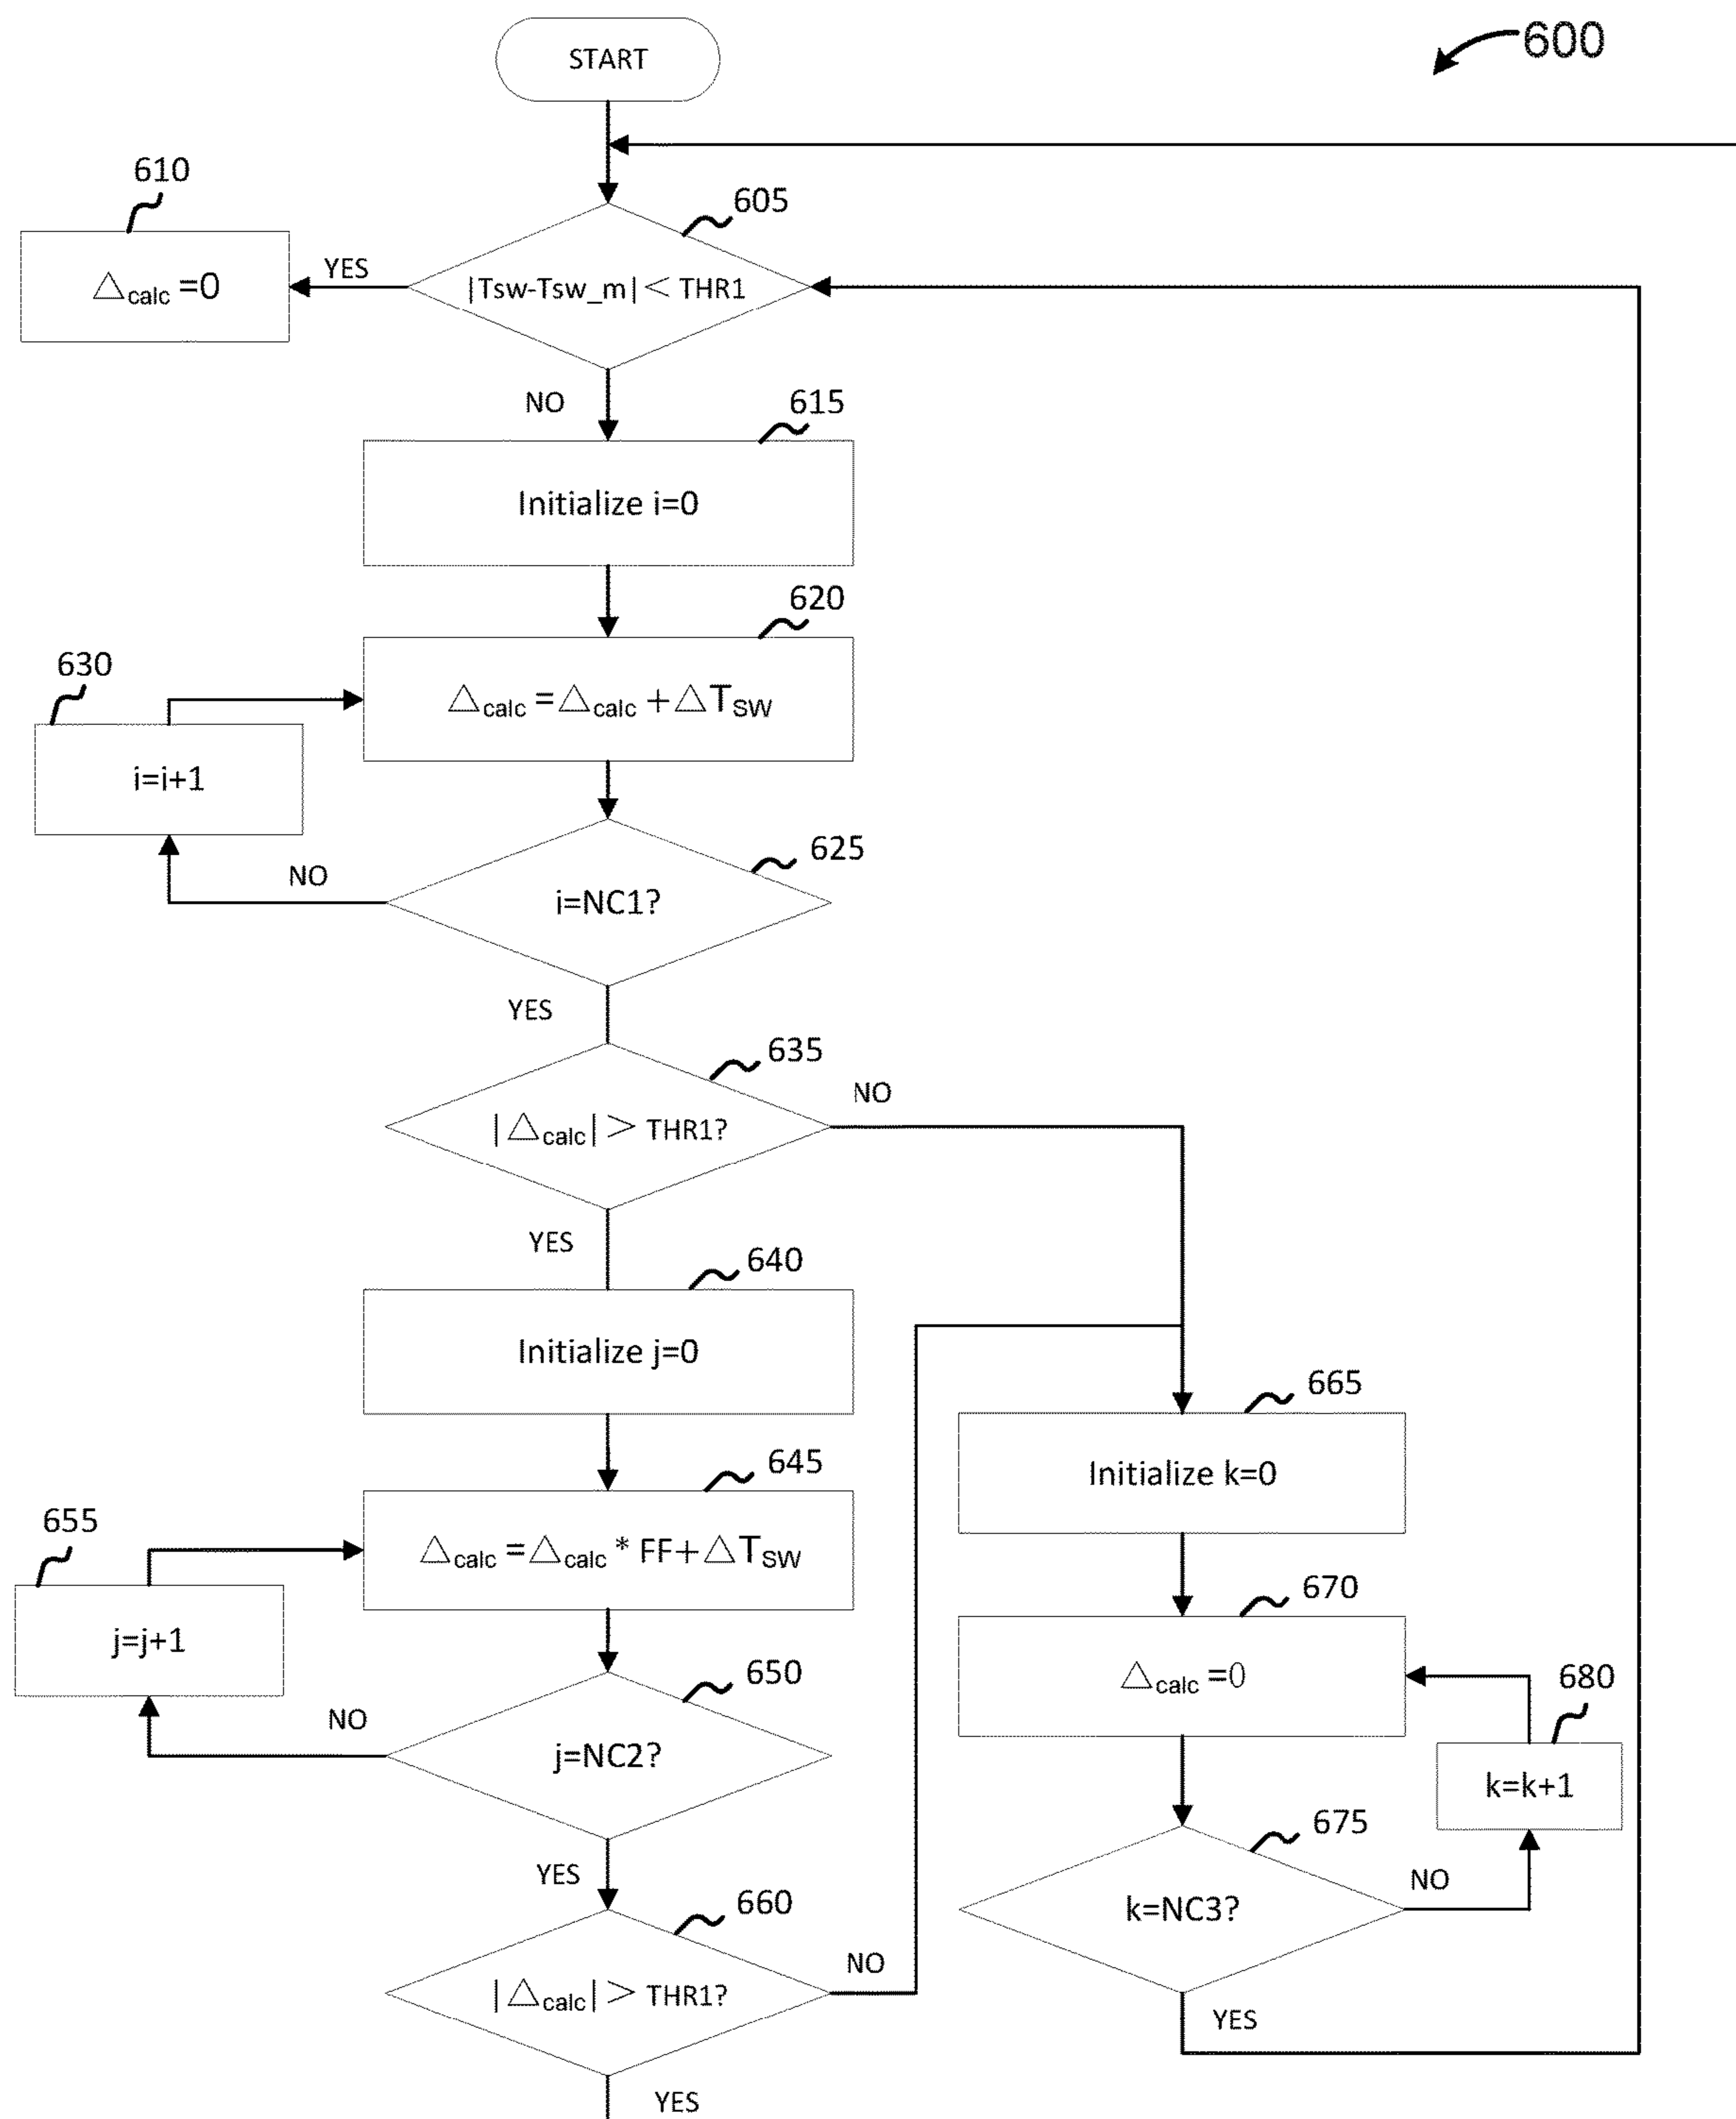 600
START
610
605
△calc =0
YES
|Tsw-Tsw_m| < THR1
NO
615
Initialize i=0
620
630
△calc = △calc + △TSW
i=i+1
625
NO
i=NC1?
YES
635
NO
|△calc| > THR1?
YES
640
Initialize j=0
665
Initialize k=0
645
655
△calc = △calc * FF + △TSW
670
j=j+1
650
△calc =0
680
NO
j=NC2?
k=k+1
675
YES
660
NO
k=NC3?
NO
|△calc| > THR1?
YES
YES